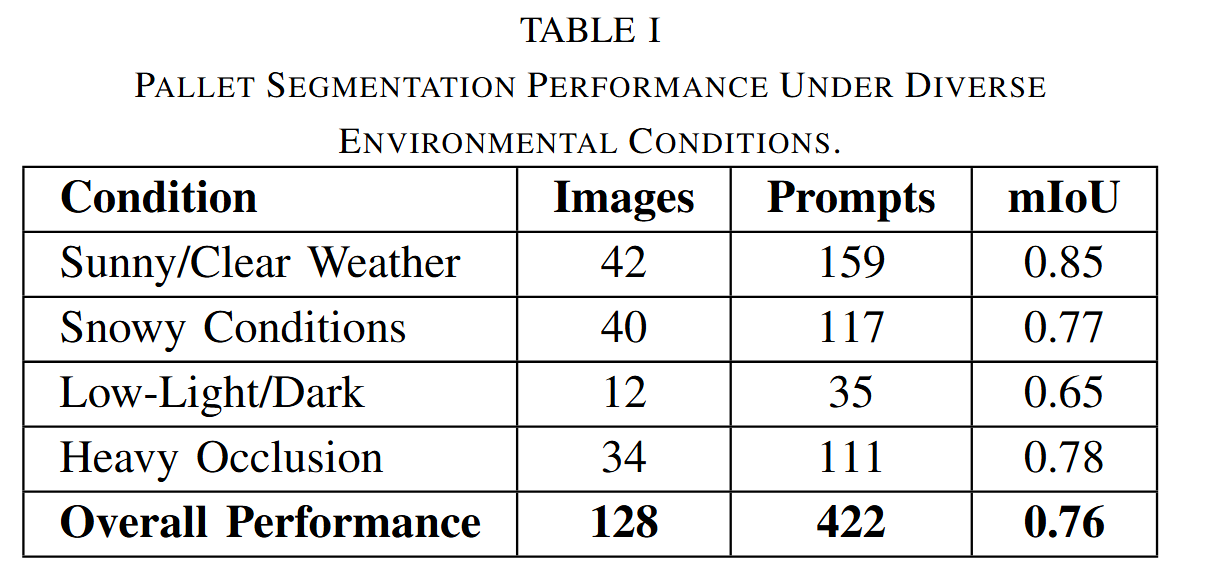 TABLE I
PALLET SEGMENTATION PERFORMANCE UNDER DIVERSE
ENVIRONMENTAL CONDITIONS.
Condition Images Prompts mIoU
Sunny/Clear Weather 42 159 0.85
Snowy Conditions 40 117 0.77
Low-Light/Dark 12 35 0.65
Heavy Occlusion 34 111 0.78
Overall Performance 128 422 0.76